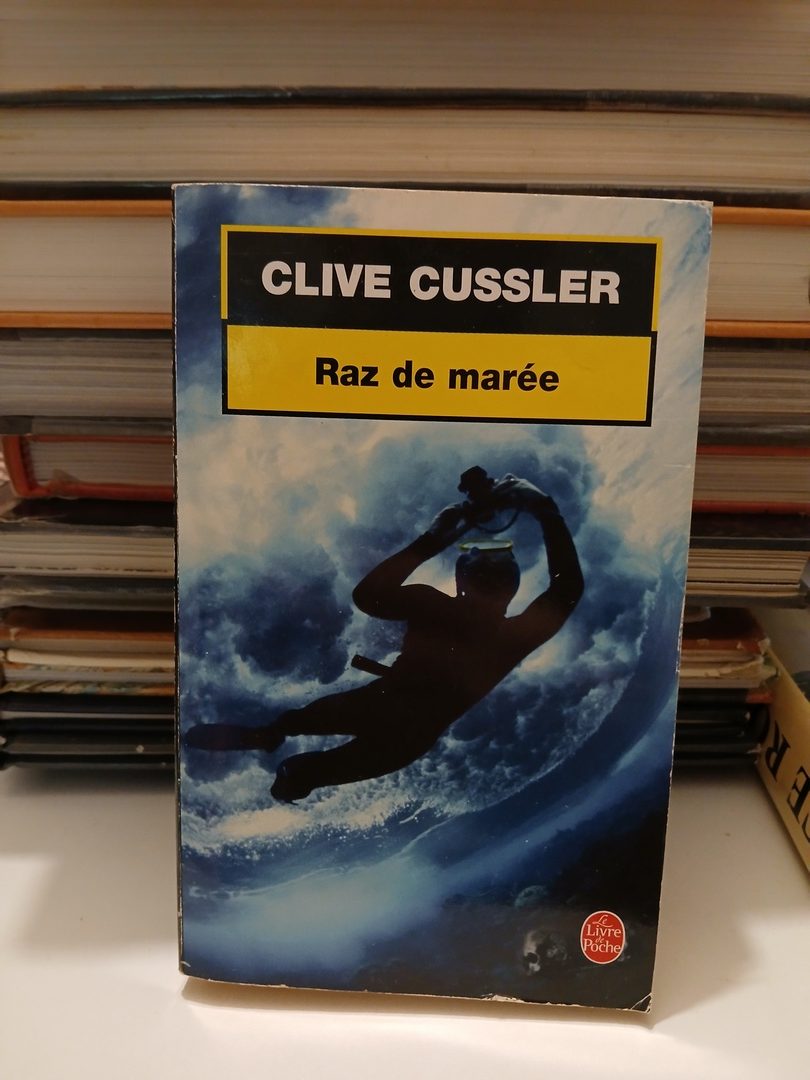 CLIVE CUSSLER
Raz de marée
Le
Livre
de
Poche